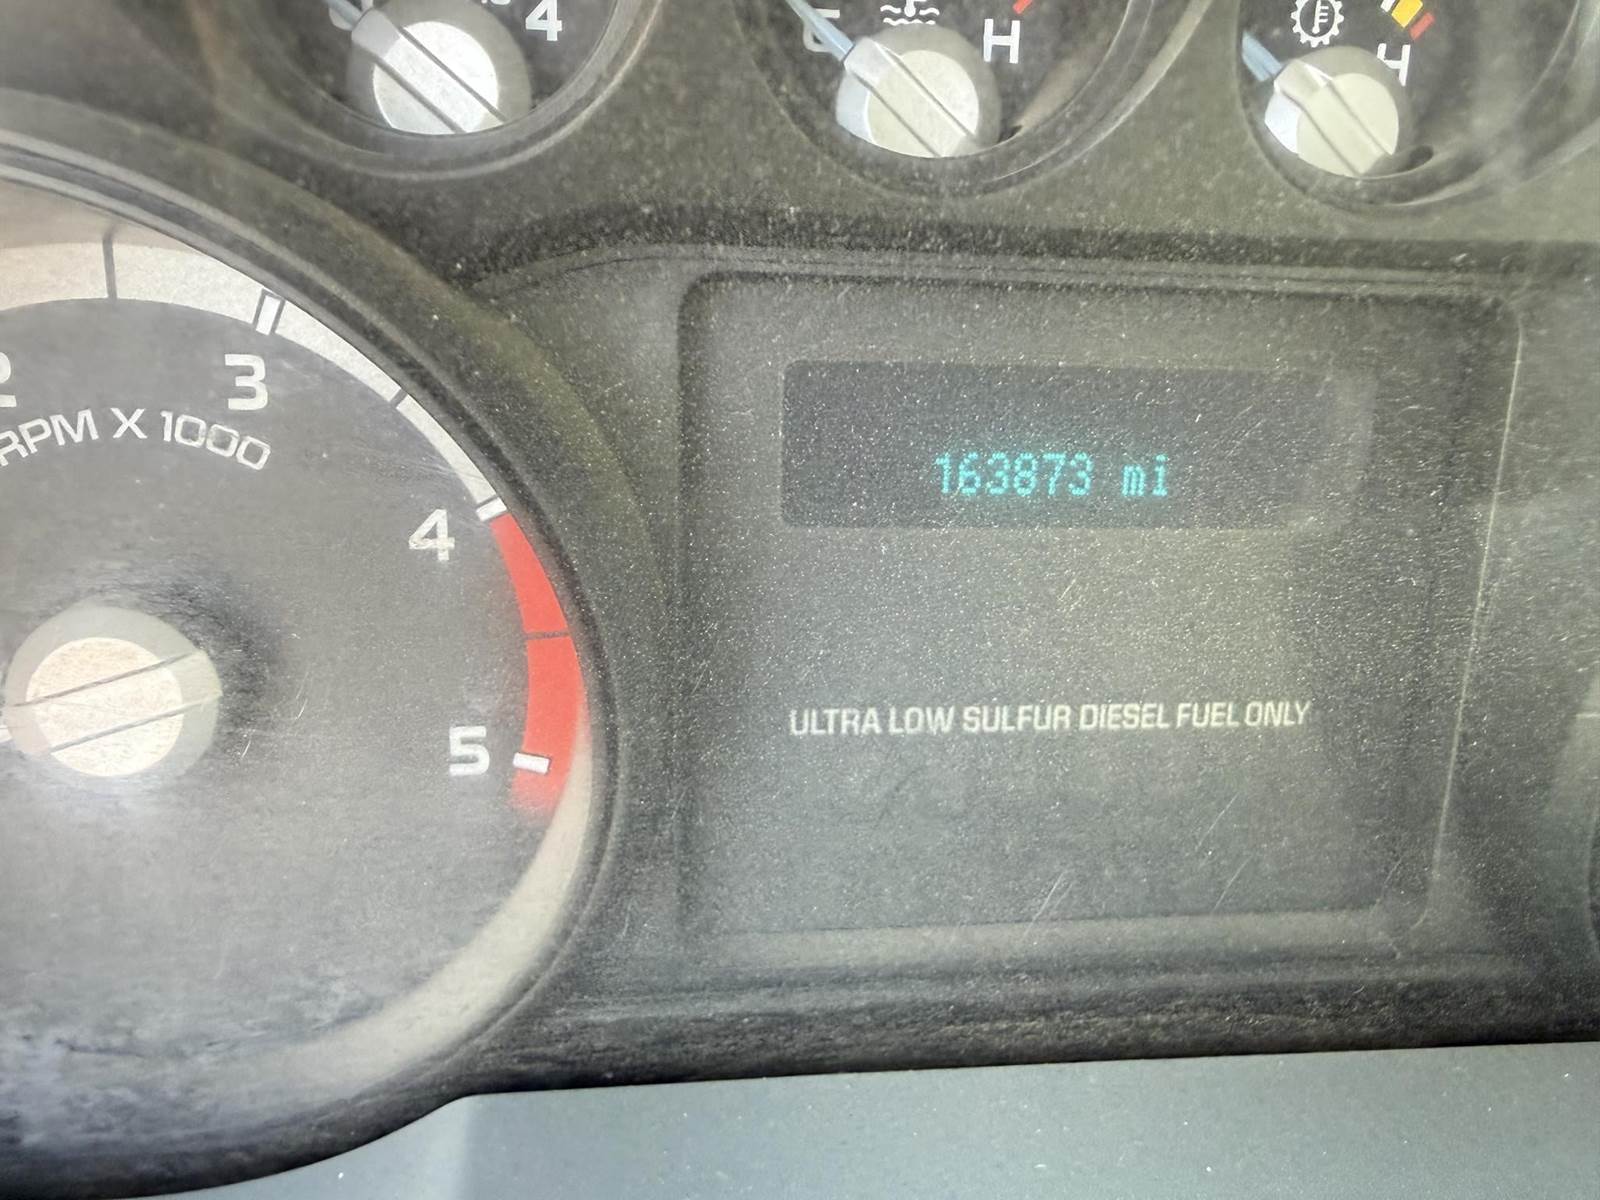 4
H
H
2
3
RPM X 1000
4
5
163873 mi
ULTRA LOW SULFUR DIESEL FUEL ONLY